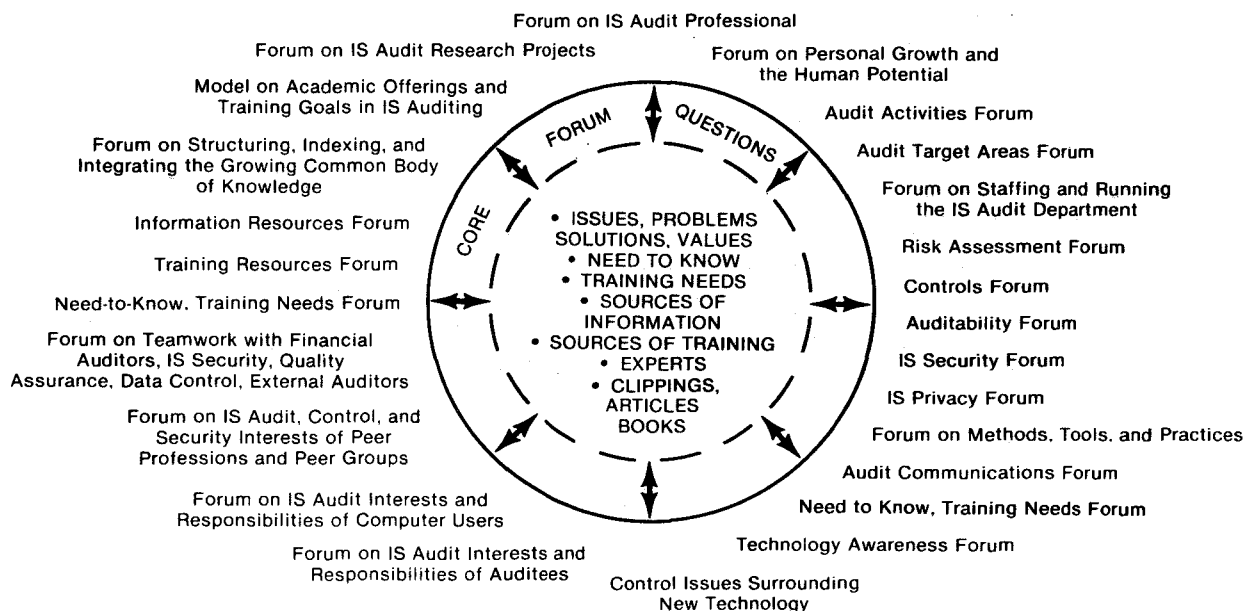 Forum on IS Audit Professional
Forum on Personal Growth and
the Human Potential
Audit Activities Forum
Audit Target Areas Forum
Forum on Staffing and Running
the IS Audit Department
Risk Assessment Forum
Controls Forum
Auditability Forum
IS Security Forum
IS Privacy Forum
Forum on Methods, Tools, and Practices
Audit Communications Forum
Need to Know, Training Needs Forum
Technology Awareness Forum
Control Issues Surrounding
New Technology
Forum on IS Audit Research Projects
Model on Academic Offerings and
Training Goals in IS Auditing
Forum on Structuring, Indexing, and
Integrating the Growing Common Body
of Knowledge
Information Resources Forum
Training Resources Forum
Need-to-Know, Training Needs Forum
Forum on Teamwork with Financial
Auditors, IS Security, Quality
Assurance, Data Control, External Auditors
Forum on IS Audit, Control, and
Security Interests of Peer
Professions and Peer Groups
Forum on IS Audit Interests and
Responsibilities of Computer Users
Forum on IS Audit Interests and
Responsibilities of Auditees
CORE
FORUM
QUESTIONS
• ISSUES, PROBLEMS
SOLUTIONS, VALUES
• NEED TO KNOW
• TRAINING NEEDS
• SOURCES OF
INFORMATION
• SOURCES OF TRAINING
• EXPERTS
• CLIPPINGS,
ARTICLES
BOOKS